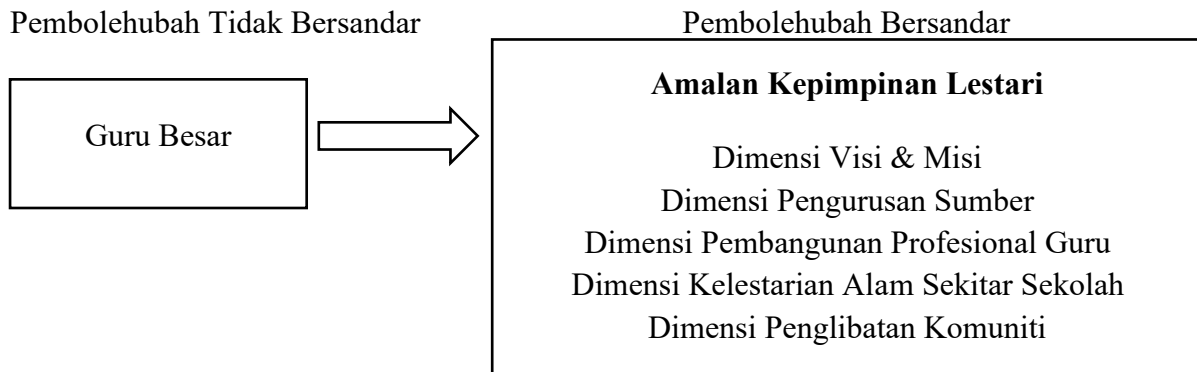 Pembolehubah Tidak Bersandar
Pembolehubah Bersandar
Guru Besar
Amalan Kepimpinan Lestari
Dimensi Visi & Misi
Dimensi Pengurusan Sumber
Dimensi Pembangunan Profesional Guru
Dimensi Kelestarian Alam Sekitar Sekolah
Dimensi Penglibatan Komuniti